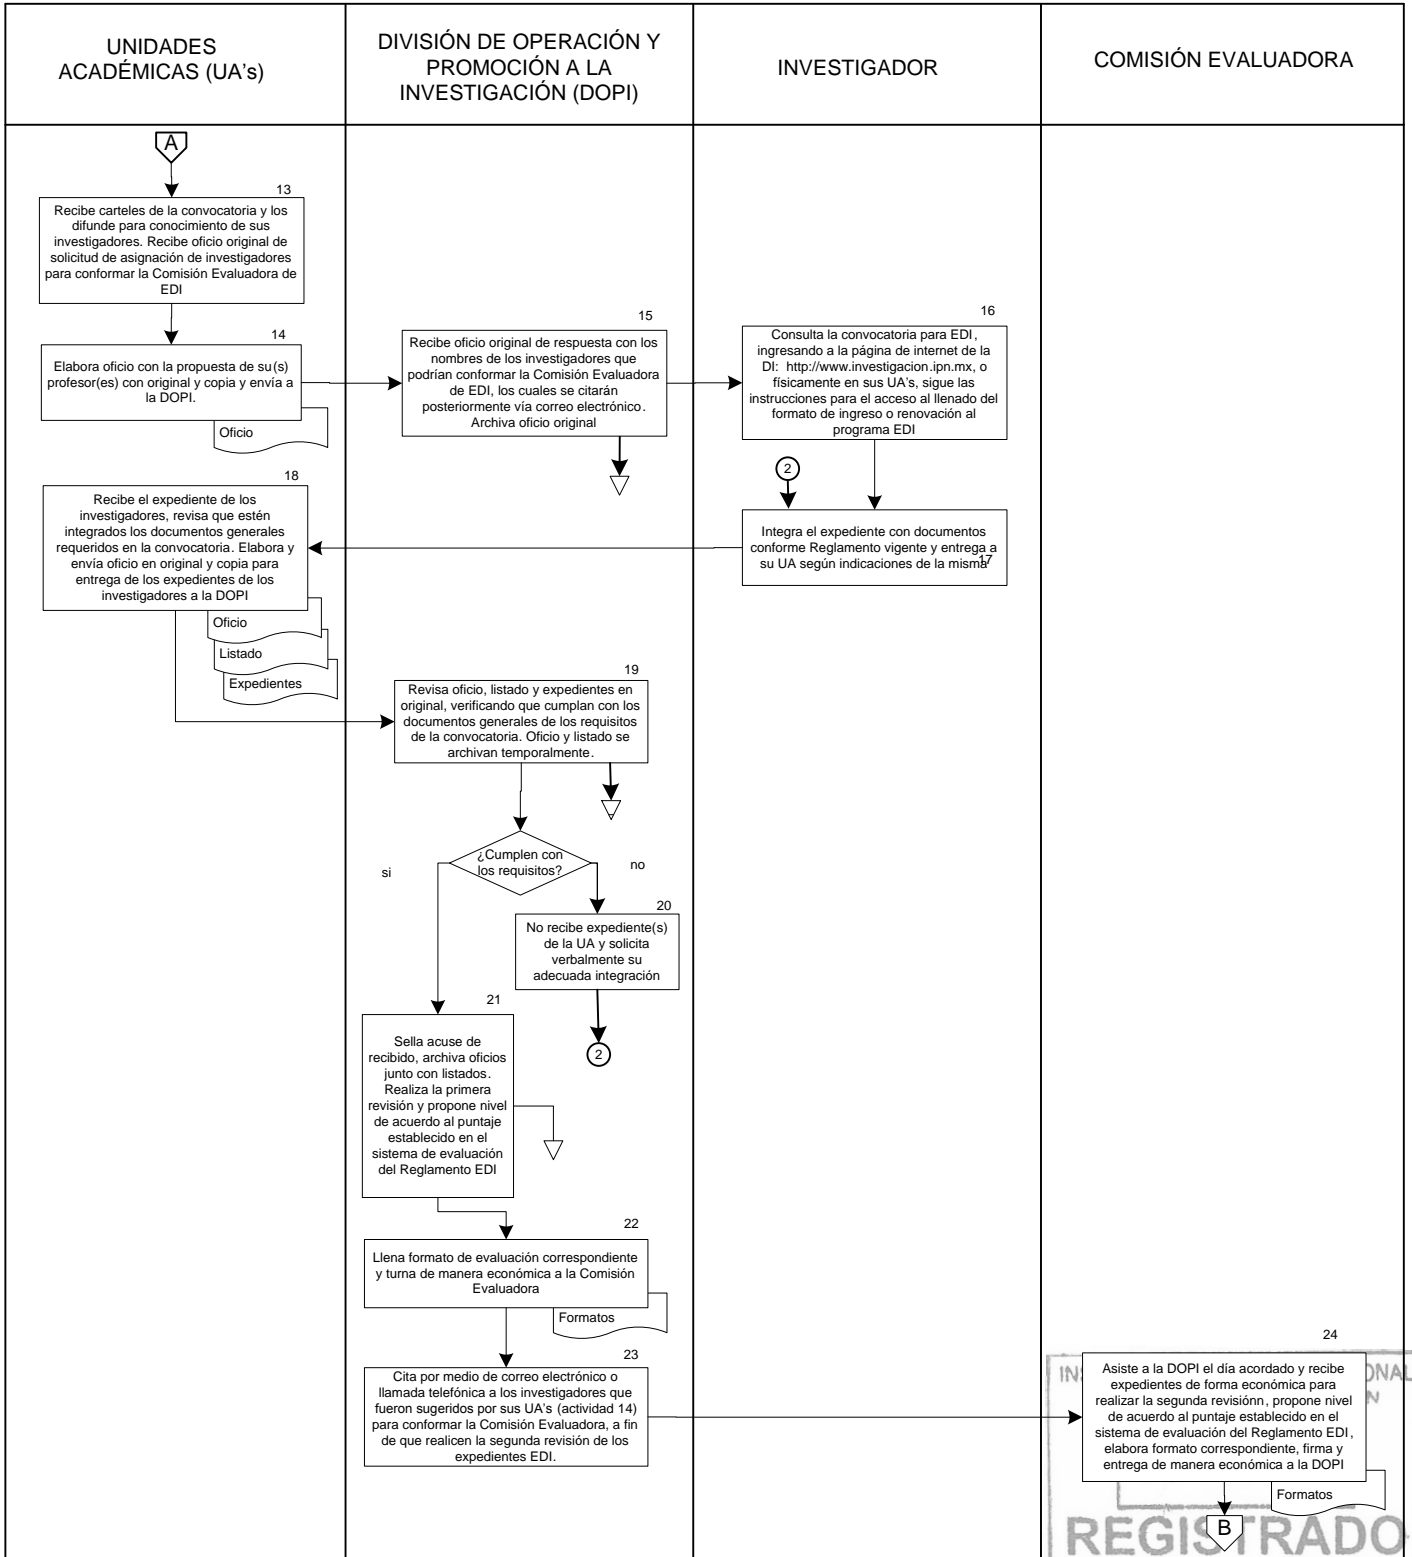 UNIDADES
ACADÉMICAS (UA's)
DIVISIÓN DE OPERACIÓN Y
PROMOCIÓN A LA
INVESTIGACIÓN (DOPI)
INVESTIGADOR
COMISIÓN EVALUADORA
A
13
Recibe carteles de la convocatoria y los
difunde para conocimiento de sus
investigadores. Recibe oficio original de
solicitud de asignación de investigadores
para conformar la Comisión Evaluadora de
EDI
14
Elabora oficio con la propuesta de su(s)
profesor(es) con original y copia y envía a
la DOPI.
Oficio
15
Recibe oficio original de respuesta con los
nombres de los investigadores que
podrían conformar la Comisión Evaluadora
de EDI, los cuales se citarán
posteriormente vía correo electrónico.
Archiva oficio original
16
Consulta la convocatoria para EDI,
ingresando a la página de internet de la
DI: http://www.investigacion.ipn.mx, o
físicamente en sus UA's, sigue las
instrucciones para el acceso al llenado del
formato de ingreso o renovación al
programa EDI
2
Integra el expediente con documentos
conforme Reglamento vigente y entrega a
su UA según indicaciones de la misma
17
18
Recibe el expediente de los
investigadores, revisa que estén
integrados los documentos generales
requeridos en la convocatoria. Elabora y
envía oficio en original y copia para
entrega de los expedientes de los
investigadores a la DOPI
Oficio
Listado
Expedientes
19
Revisa oficio, listado y expedientes en
original, verificando que cumplan con los
documentos generales de los requisitos
de la convocatoria. Oficio y listado se
archivan temporalmente.
¿Cumplen con
los requisitos?
si
no
20
No recibe expediente(s)
de la UA y solicita
verbalmente su
adecuada integración
2
21
Sella acuse de
recibido, archiva oficios
junto con listados.
Realiza la primera
revisión y propone nivel
de acuerdo al puntaje
establecido en el
sistema de evaluación
del Reglamento EDI
22
Llena formato de evaluación correspondiente
y turna de manera económica a la Comisión
Evaluadora
Formatos
23
Cita por medio de correo electrónico o
llamada telefónica a los investigadores que
fueron sugeridos por sus UA's (actividad 14)
para conformar la Comisión Evaluadora, a fin
de que realicen la segunda revisión de los
expedientes EDI.
24
Asiste a la DOPI el día acordado y recibe
expedientes de forma económica para
realizar la segunda revisiónn, propone nivel
de acuerdo al puntaje establecido en el
sistema de evaluación del Reglamento EDI,
elabora formato correspondiente, firma y
entrega de manera económica a la DOPI
Formatos
B
REGISTRADO